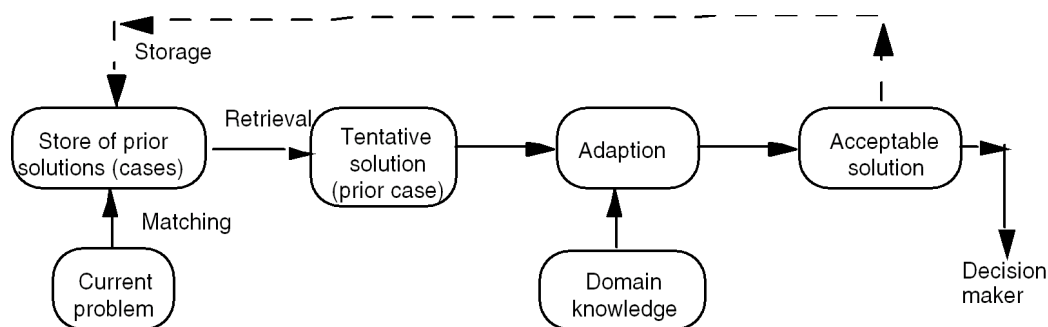 Storage
Retrieval
Store of prior
solutions (cases)
Tentative
solution
(prior case)
Adaption
Acceptable
solution
Matching
Current
problem
Domain
knowledge
Decision
maker